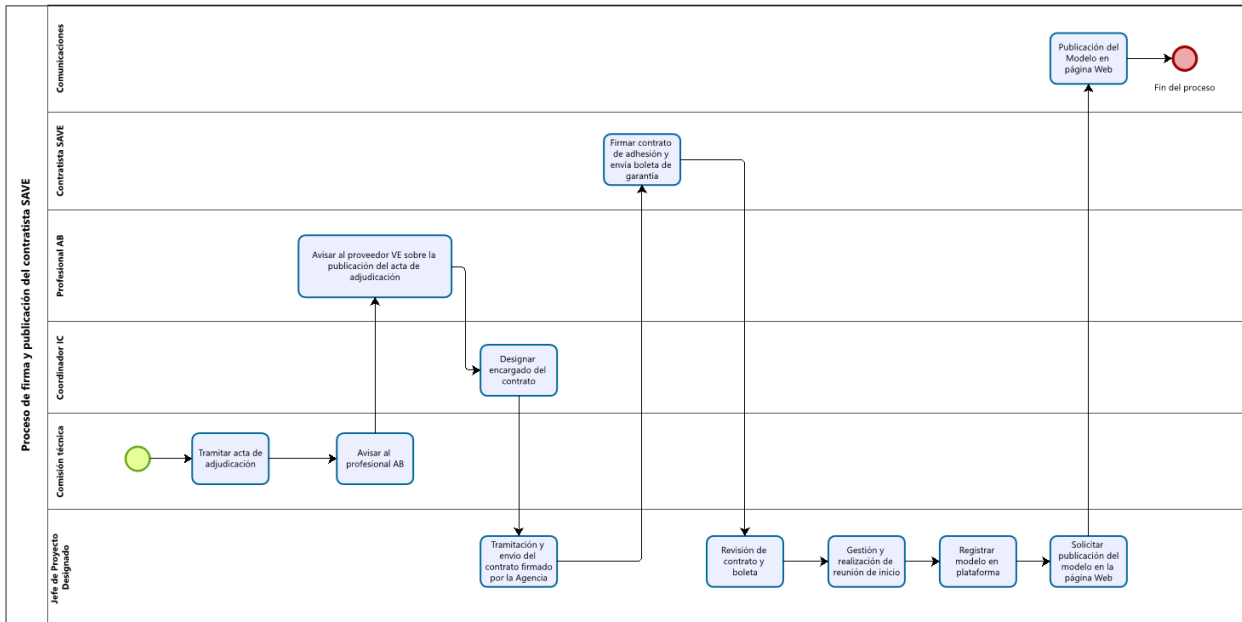 Proceso de firma y publicación del contratista SAVE
Comunicaciones
Publicación del
Modelo en
página Web
Fin del proceso
Contratista SAVE
Firmar contrato
de adhesión y
envía boleta de
garantía
Profesional AB
Avisar al proveedor VE sobre la
publicación del acta de
adjudicación
Coordinador IC
Designar
encargado del
contrato
Comisión técnica
Tramitar acta de
adjudicación
Avisar al
profesional AB
Jefe de Proyecto
Designado
Tramitación y
envío del
contrato firmado
por la Agencia
Revisión de
contrato y
boleta
Gestión y
realización de
reunión de inicio
Registrar
modelo en
plataforma
Solicitar
publicación del
modelo en la
página Web